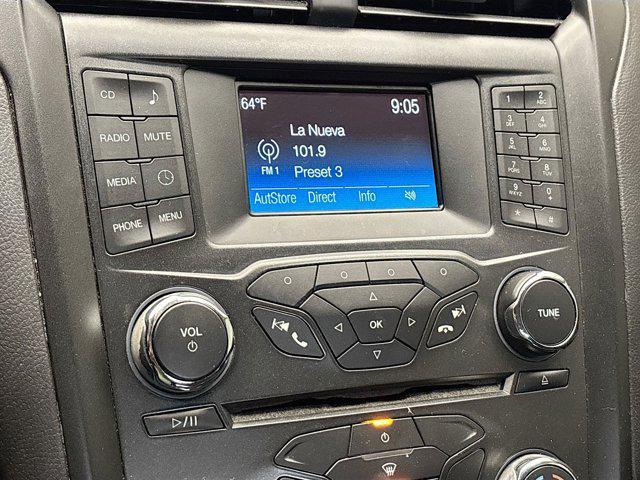 CD
RADIO MUTE
MEDIA
PHONE MENU
64°F 9:05
La Nueva
101.9
FM 1 Preset 3
AutoStore Direct Info
1 2 ABC
3 DEF 4 GHI
5 JKL 6 MNO
7 PQRS 8 TUV
9 WXYZ 0 +
* #
VOL
OK
TUNE